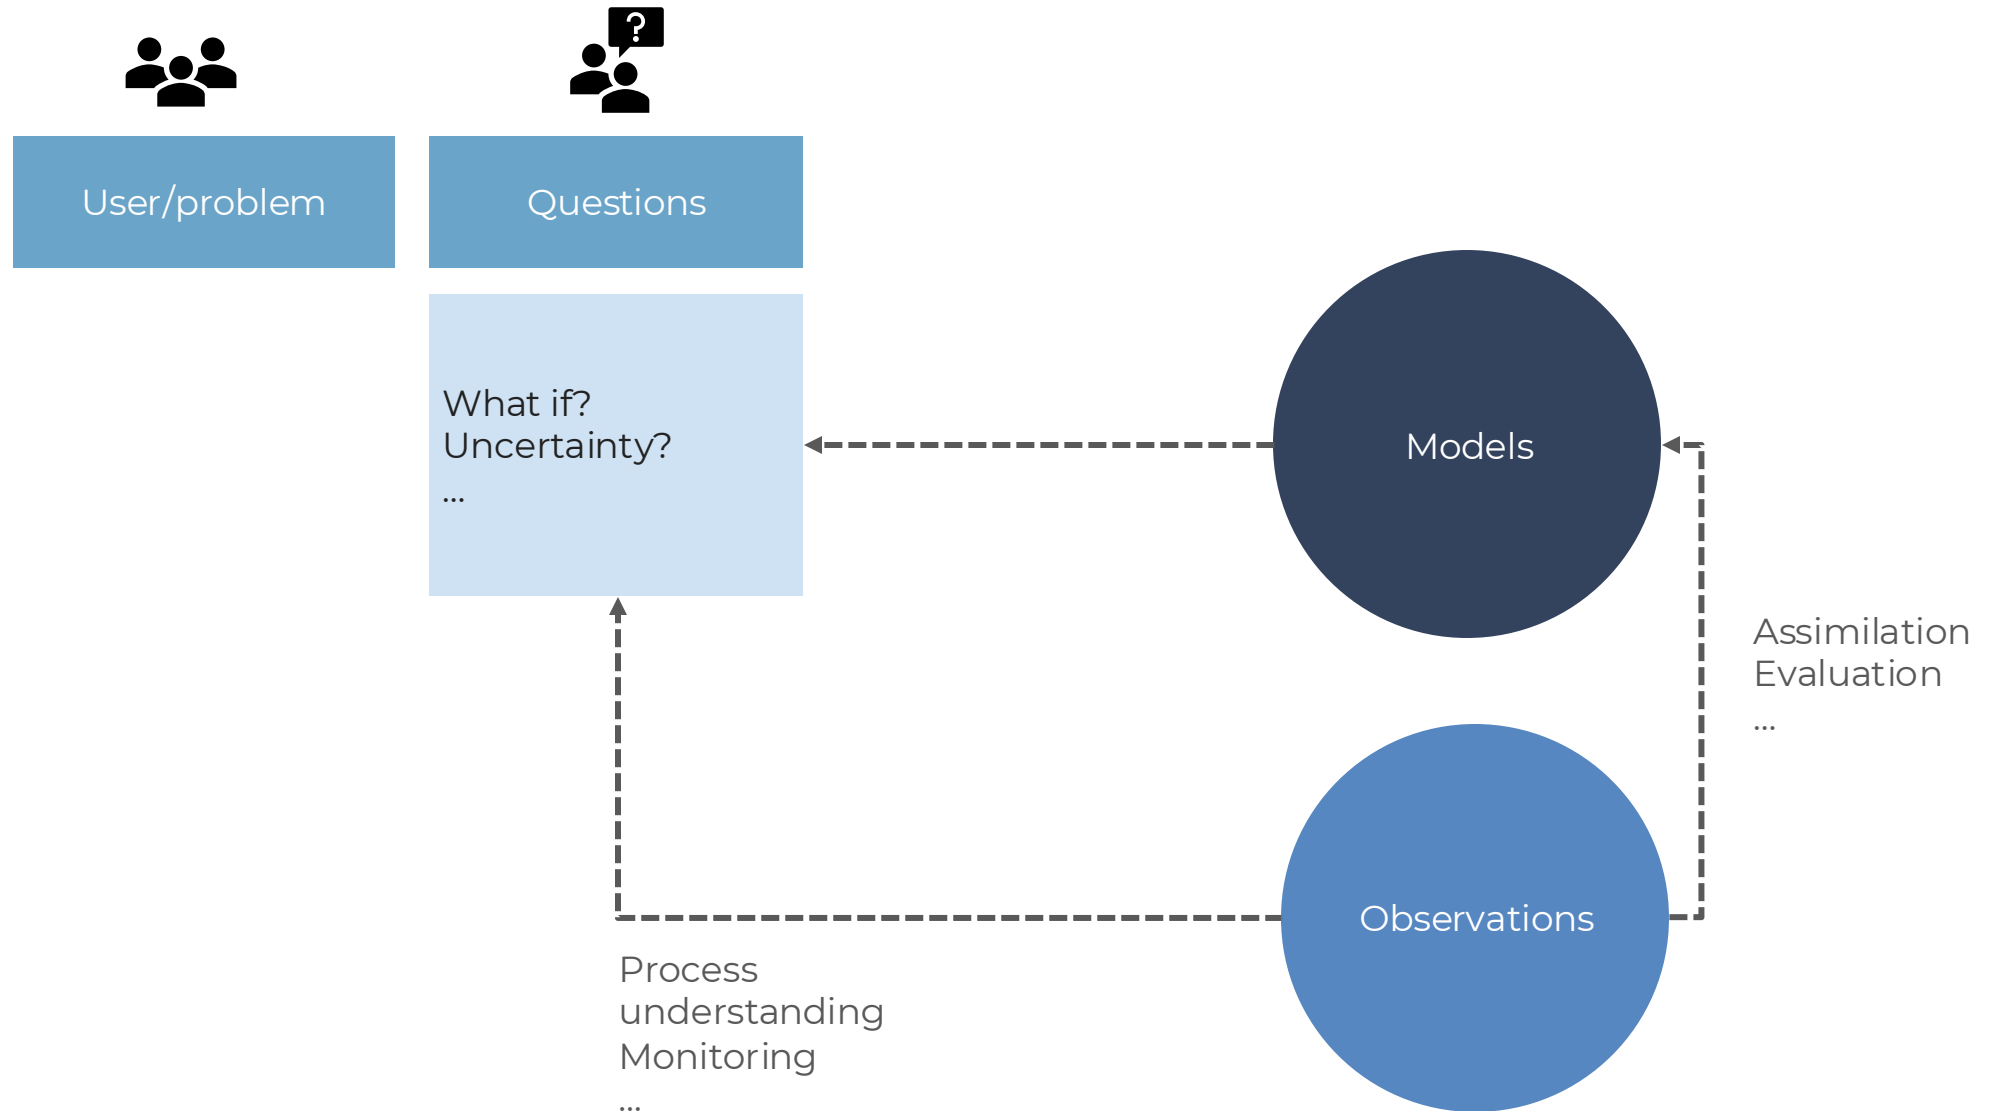 ?
User/problem
Questions
What if?
Uncertainty?
...
Models
Assimilation
Evaluation
...
Observations
Process
understanding
Monitoring
...